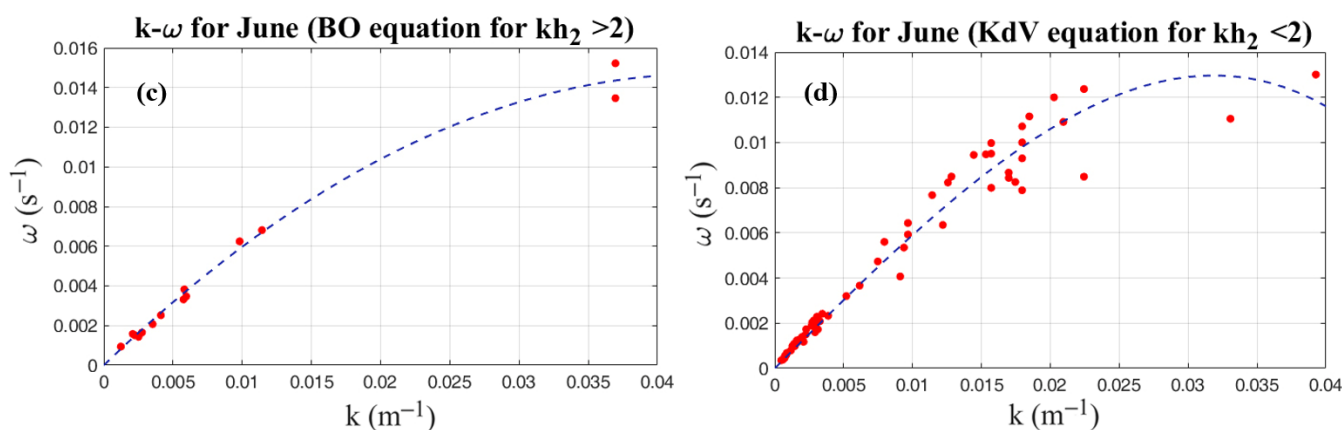 k-ω for June (BO equation for kh₂ >2)
(c)
0.016
0.014
0.012
0.01
0.008
0.006
0.004
0.002
0
ω (s⁻¹)
0 0.005 0.01 0.015 0.02 0.025 0.03 0.035 0.04
k (m⁻¹)
k-ω for June (KdV equation for kh₂ <2)
(d)
0.014
0.012
0.01
0.008
0.006
0.004
0.002
0
ω (s⁻¹)
0 0.005 0.01 0.015 0.02 0.025 0.03 0.035 0.04
k (m⁻¹)